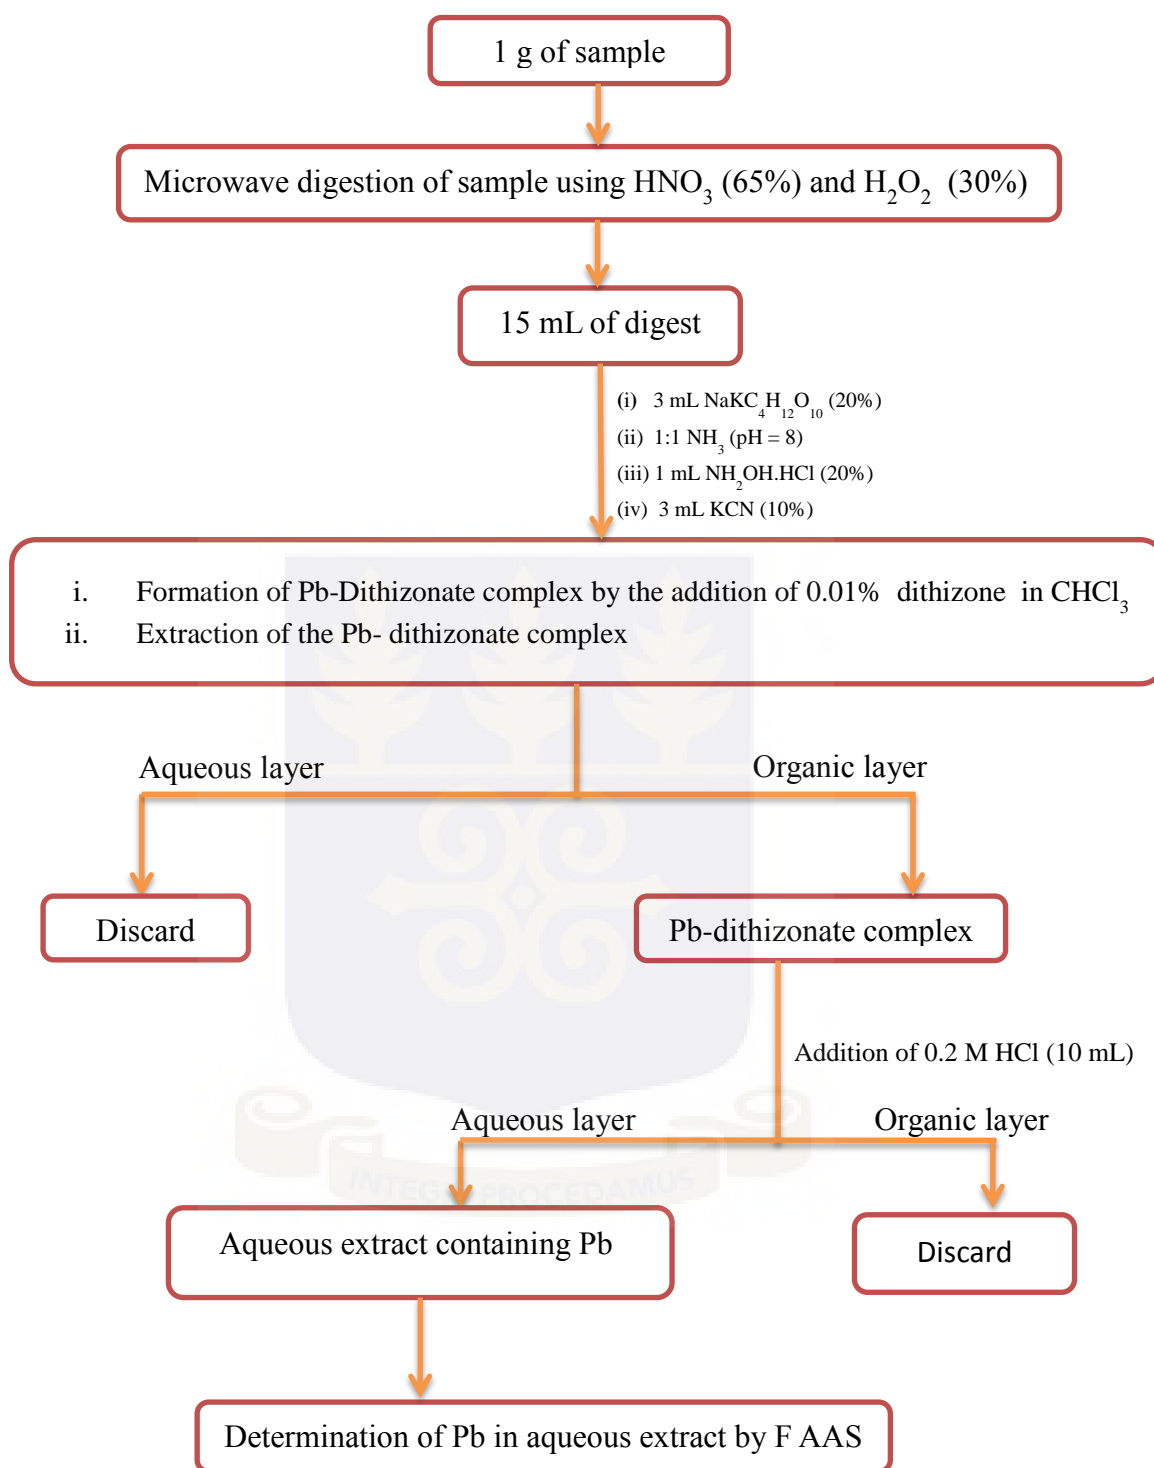 1 g of sample
Microwave digestion of sample using HNO₃ (65%) and H₂O₂ (30%)
15 mL of digest
(i) 3 mL NaKC₄H₁₂O₁₀ (20%)
(ii) 1:1 NH₃ (pH = 8)
(iii) 1 mL NH₂OH.HCl (20%)
(iv) 3 mL KCN (10%)
i. Formation of Pb-Dithizonate complex by the addition of 0.01% dithizone in CHCl₃
ii. Extraction of the Pb- dithizonate complex
Aqueous layer
Organic layer
Discard
Pb-dithizonate complex
Addition of 0.2 M HCl (10 mL)
Aqueous layer
Organic layer
INTEGRI PROCEDAMUS
Aqueous extract containing Pb
Discard
Determination of Pb in aqueous extract by F AAS